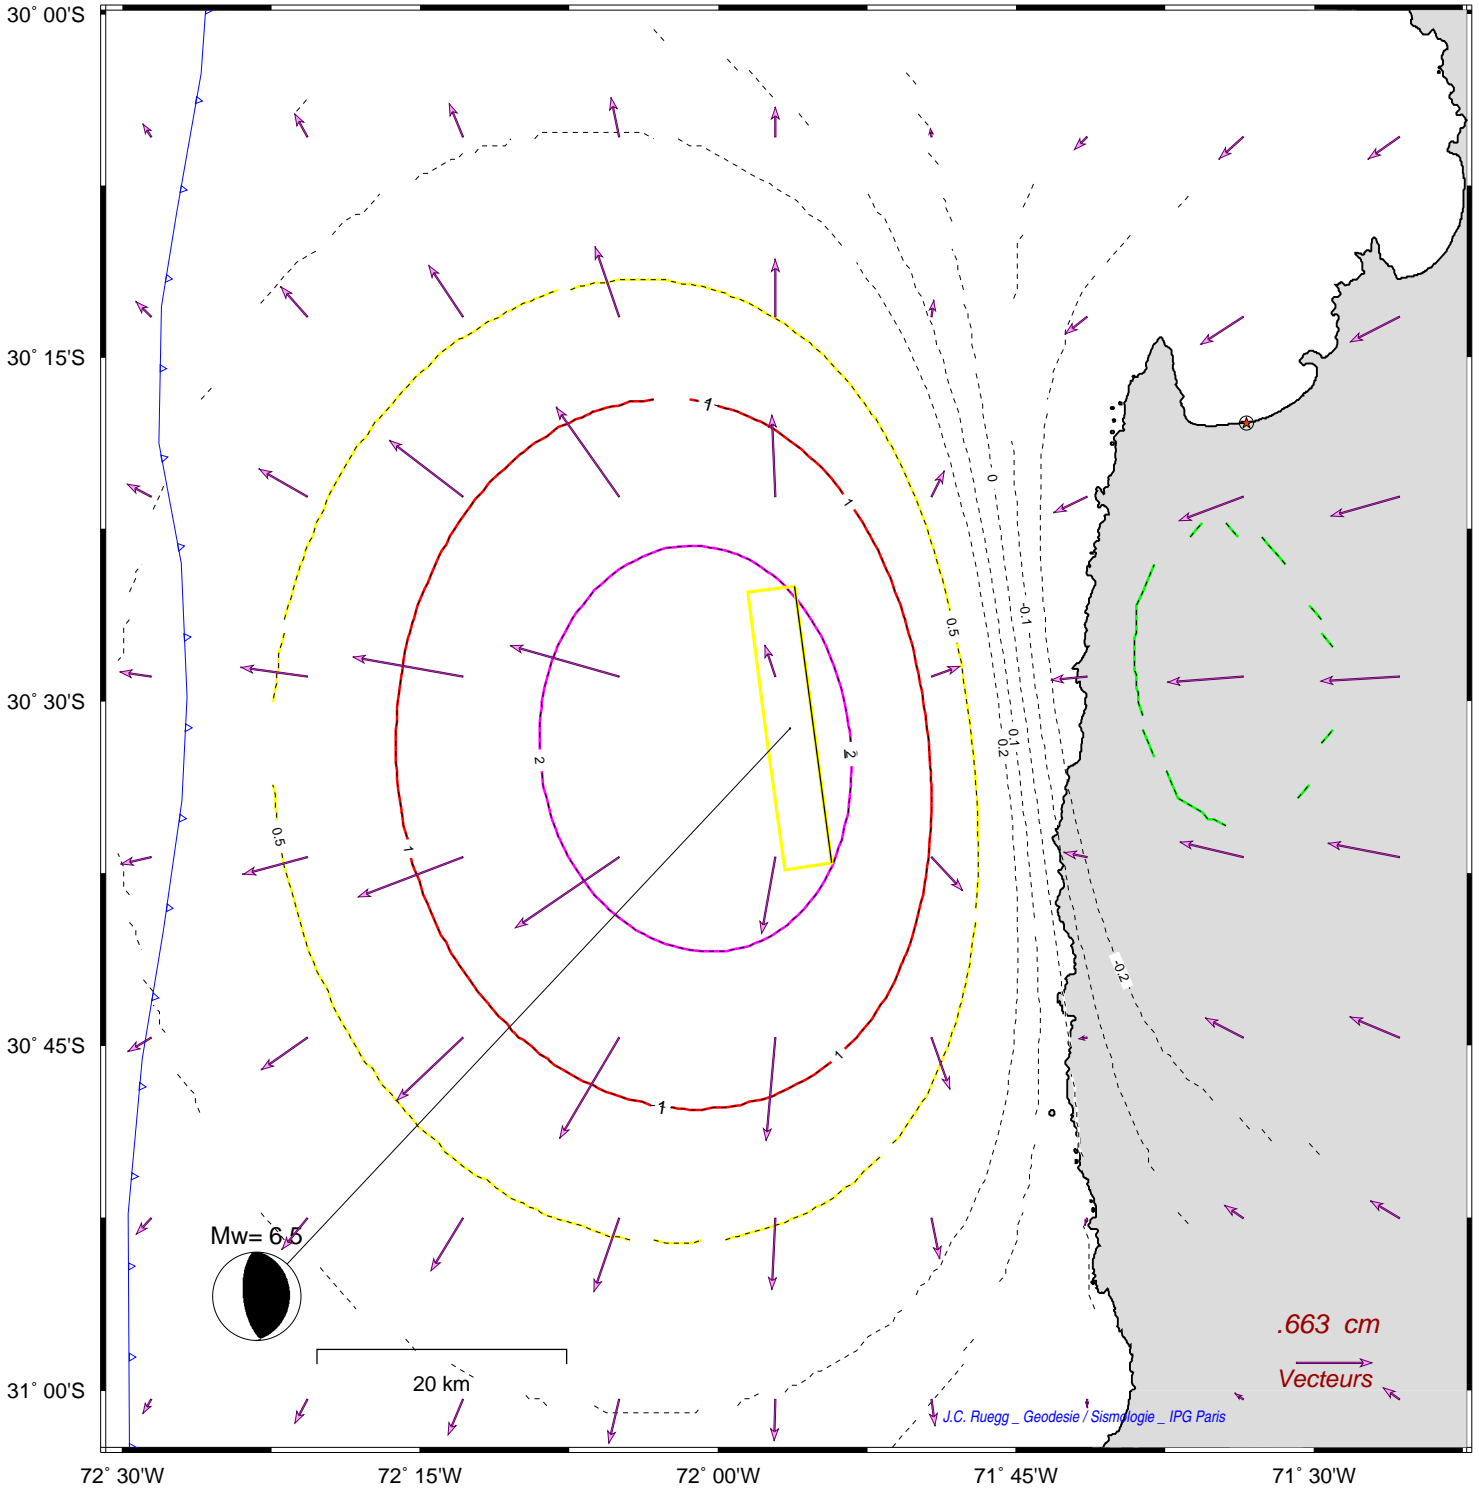 30° 00'S
30° 15'S
30° 30'S
30° 45'S
31° 00'S
72° 30'W
72° 15'W
72° 00'W
71° 45'W
71° 30'W
1
1
0
-0.1
0.5
0.1
0.2
2
2
0.5
1
-0.2
1
1
Mw= 6.5
20 km
.663 cm
Vecteurs
J.C. Ruegg _ Geodesie / Sismologie _ IPG Paris